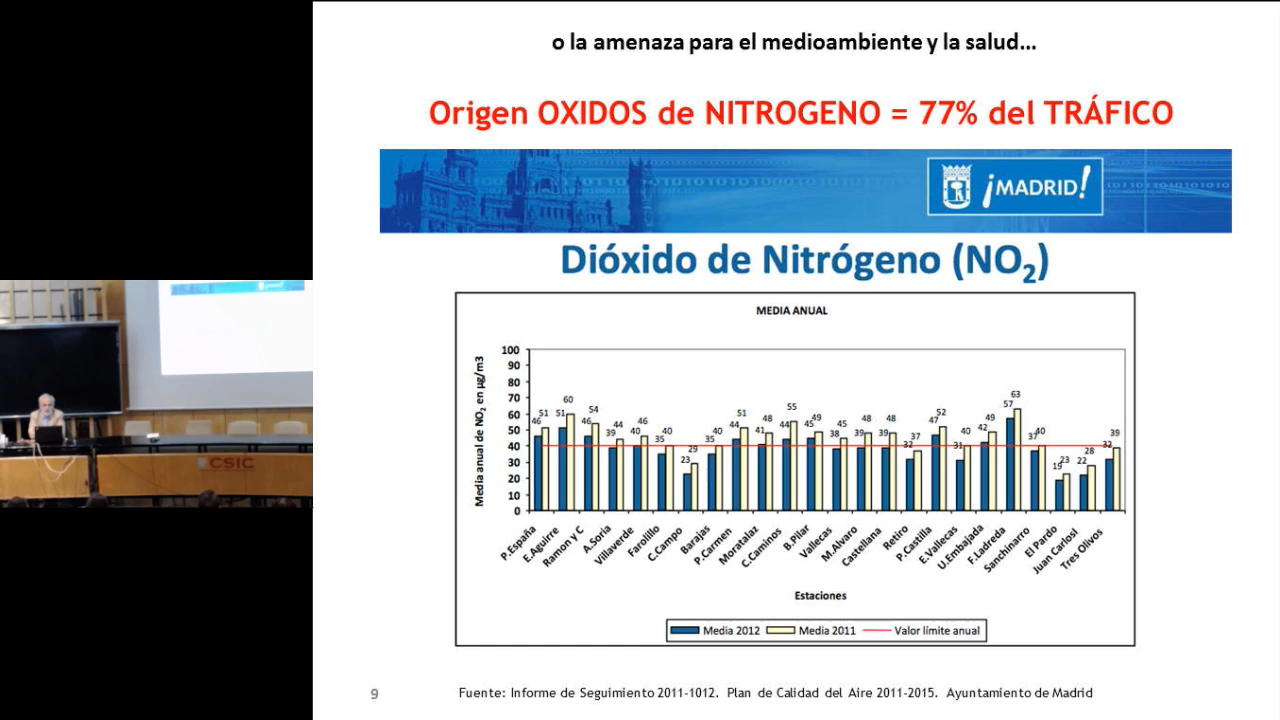 o la amenaza para el medioambiente y la salud...
Origen OXIDOS de NITROGENO = 77% del TRÁFICO
¡MADRID!
Dióxido de Nitrógeno (NO2)
MEDIA ANUAL
Media anual de NO2 en µg/m3
100
90
80
70
60
50
40
30
20
10
0
46 51
51 60
46 54
39 44
40 46
35 40
23 29
35 40
44 51
41 48
44 55
45 49
38 45
39 48
39 48
32 37
47 52
31 40
42 49
57 63
37 40
19 23
22 28
32 39
P.España
E.Aguirre
Ramon y C
A.Soria
Villaverde
Farolillo
C.Campo
Barajas
P.Carmen
Moratalaz
C.Caminos
B.Pilar
Vallecas
M.Alvaro
Castellana
Retiro
P.Castilla
E.Vallecas
U.Embajada
F.Ladreda
Sanchinarro
El Pardo
Juan CarlosI
Tres Olivos
Estaciones
Media 2012 Media 2011 Valor límite anual
9
Fuente: Informe de Seguimiento 2011-1012. Plan de Calidad del Aire 2011-2015. Ayuntamiento de Madrid
CSIC